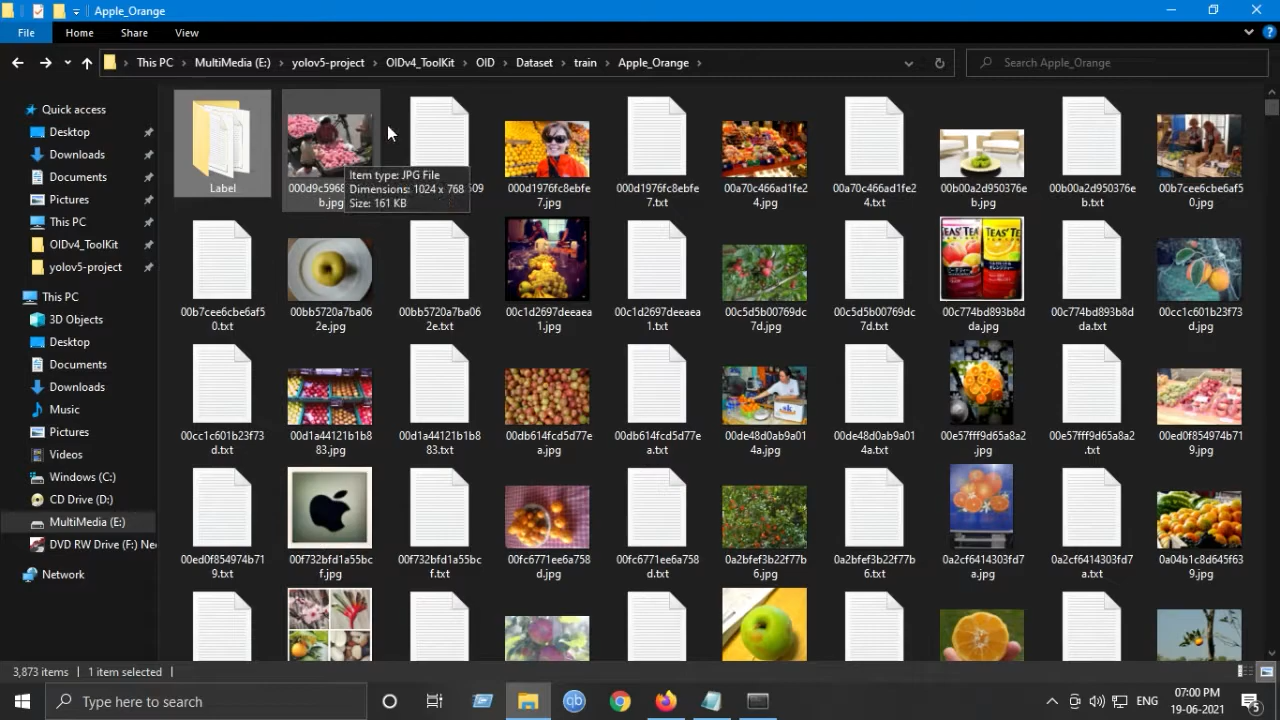 Apple_Orange
File Home Share View
This PC > MultiMedia (E:) > yolov5-project > OIDv4_ToolKit > OID > Dataset > train > Apple_Orange >
Search Apple_Orange
Quick access
Desktop
Downloads
Documents
Pictures
This PC
OIDv4_ToolKit
yolov5-project
This PC
3D Objects
Desktop
Documents
Downloads
Music
Pictures
Videos
Windows (C:)
CD Drive (D:)
MultiMedia (E:)
DVD RW Drive (F:) Ne
Network
Label
000d9c5968
b.jpg
Item type: JPG File
Dimensions: 1024 x 768
Size: 161 KB
09
000d1976fc8ebfe
7.jpg
000d1976fc8ebfe
7.txt
00a70c466ad1fe2
4.jpg
00a70c466ad1fe2
4.txt
00b00a2d950376e
b.jpg
00b00a2d950376e
b.txt
00b7cee6cbe6af5
0.jpg
00b7cee6cbe6af5
0.txt
00bb5720a7ba06
2e.jpg
00bb5720a7ba06
2e.txt
00c1d2697deeaea
1.jpg
00c1d2697deeaea
1.txt
00c5d5b00769dc
7d.jpg
00c5d5b00769dc
7d.txt
00c774bd893b8d
da.jpg
00c774bd893b8d
da.txt
00cc1c601b23f73
d.jpg
00cc1c601b23f73
d.txt
00d1a44121b1b8
83.jpg
00d1a44121b1b8
83.txt
00db614fcd5d77e
a.jpg
00db614fcd5d77e
a.txt
00de48d0ab9a01
4a.jpg
00de48d0ab9a01
4a.txt
00e57fff9d65a8a2
.jpg
00e57fff9d65a8a2
.txt
00ed0f854974b71
9.jpg
00ed0f854974b71
9.txt
00f732bfd1a55bc
f.jpg
00f732bfd1a55bc
f.txt
00fc6771ee6a758
d.jpg
00fc6771ee6a758
d.txt
0a2bfef3b22f77b
6.jpg
0a2bfef3b22f77b
6.txt
0a2cf6414303fd7
a.jpg
0a2cf6414303fd7
a.txt
0a04b1c8d645f63
9.jpg
3,873 items 1 item selected
Type here to search
ENG
07:00 PM
19-06-2021
5